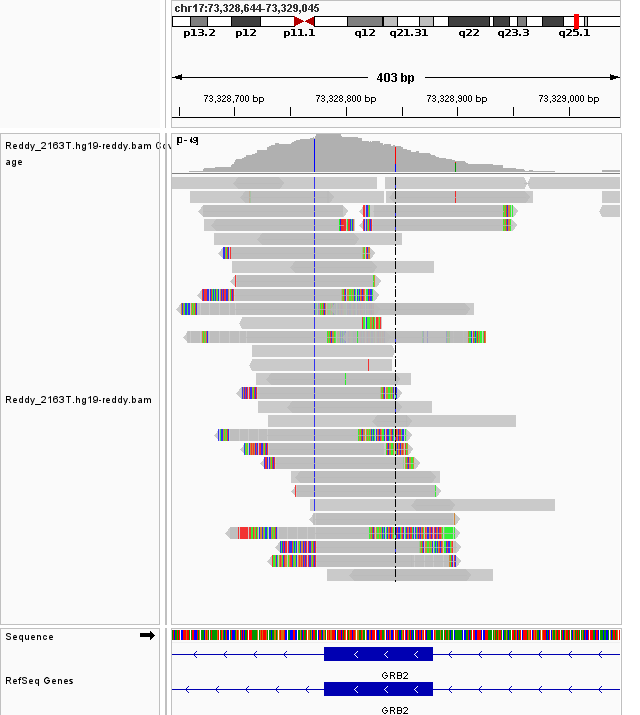 chr17:73,328,644-73,329,045
p13.2 p12 p11.1 q12 q21.31 q22 q23.3 q25.1
403 bp
73,328,700 bp 73,328,800 bp 73,328,900 bp 73,329,000 bp
Reddy_2163T.hg19-reddy.bam Cov
age
Reddy_2163T.hg19-reddy.bam
Sequence
RefSeq Genes
GRB2
GRB2